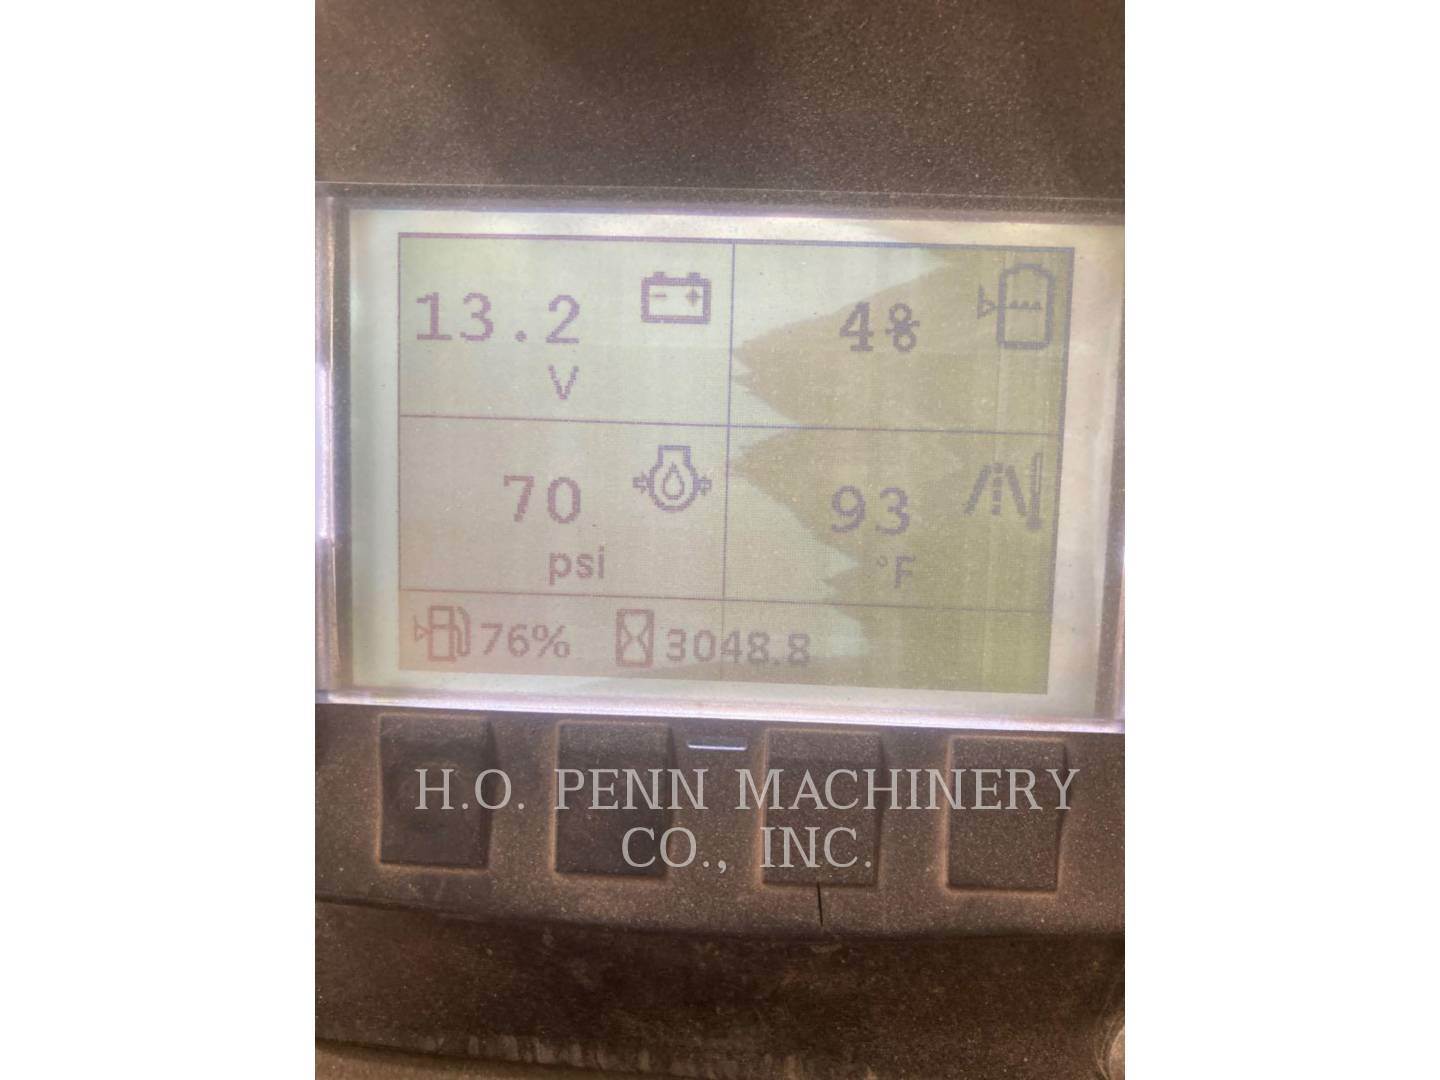 13.2
V
4%
70
psi
93
°F
76% 3048.8
H.O. PENN MACHINERY
CO., INC.